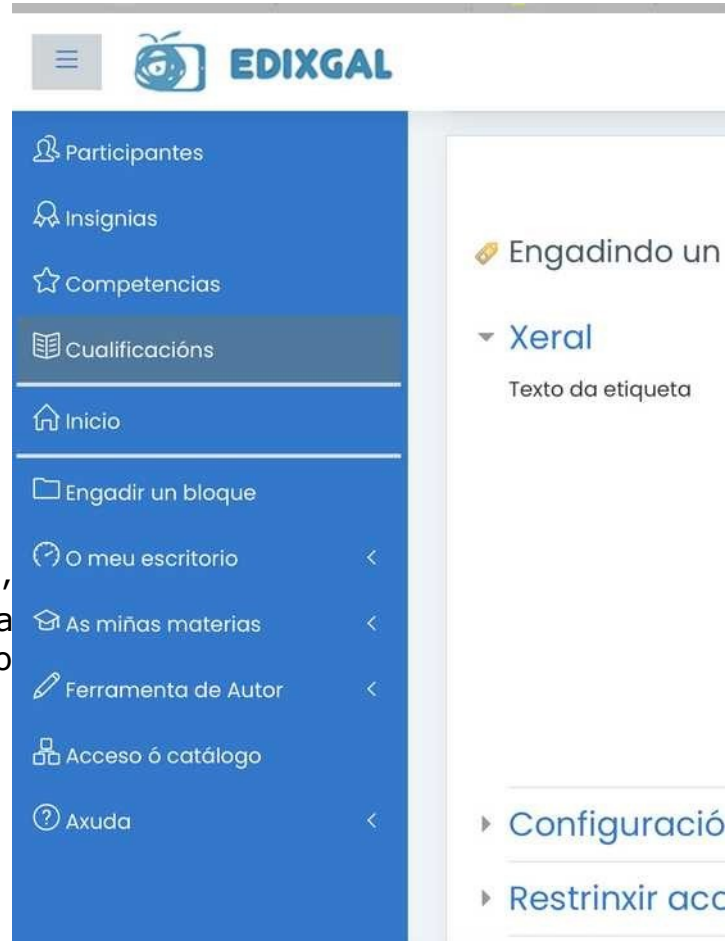 EDIXGAL
Participantes
Insignias
Competencias
Cualificacións
Inicio
Engadir un bloque
O meu escritorio
As miñas materias
Ferramenta de Autor
Acceso ó catálogo
Axuda
Engadindo un
Xeral
Texto da etiqueta
Configuració
Restrinxir acc